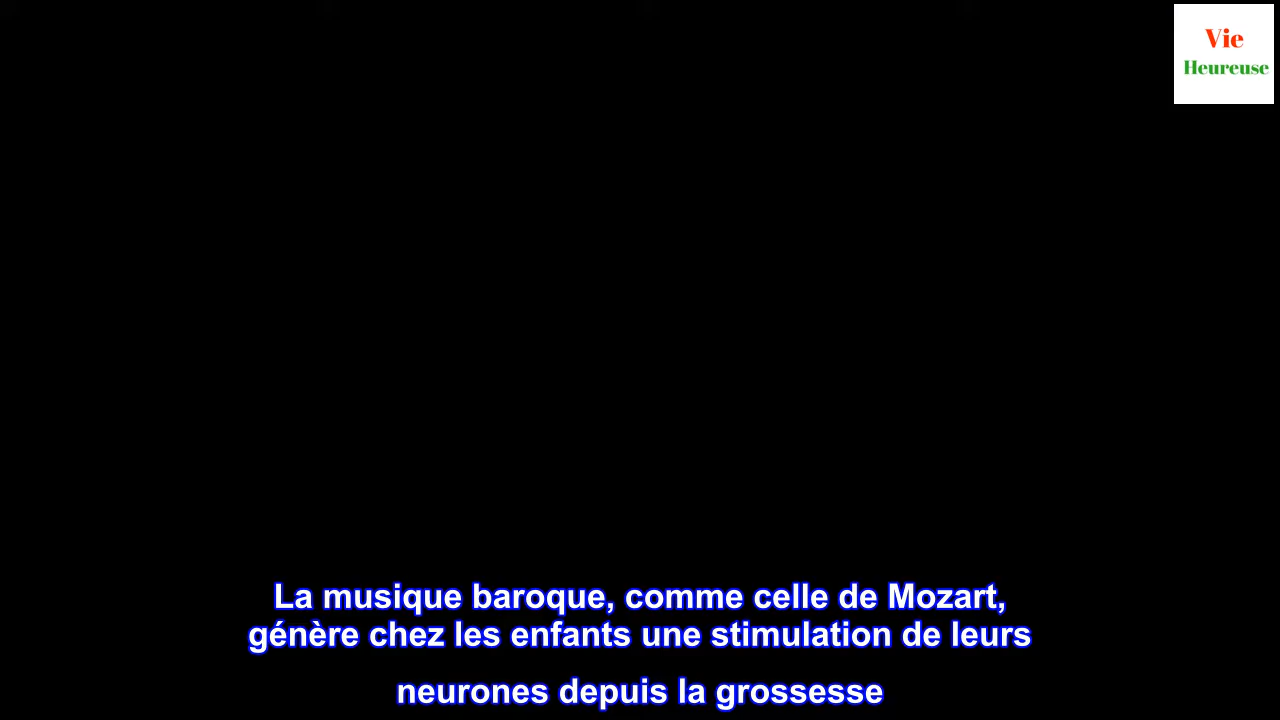 Vie
Heureuse
La musique baroque, comme celle de Mozart,
génère chez les enfants une stimulation de leurs
neurones depuis la grossesse